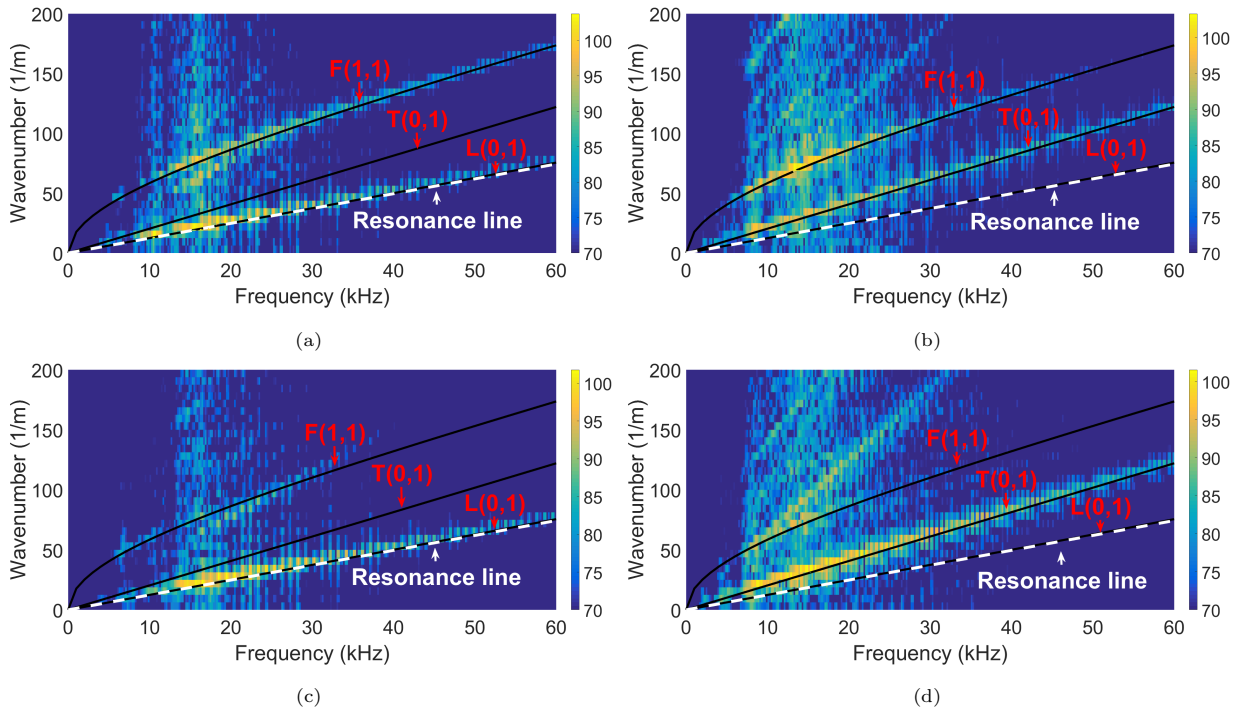 200
150
100
50
0
Wavenumber (1/m)
F(1,1)
T(0,1)
L(0,1)
Resonance line
0 10 20 30 40 50 60
Frequency (kHz)
100
95
90
85
80
75
70
(a)
200
150
100
50
0
Wavenumber (1/m)
F(1,1)
T(0,1)
L(0,1)
Resonance line
0 10 20 30 40 50 60
Frequency (kHz)
100
95
90
85
80
75
70
(b)
200
150
100
50
0
Wavenumber (1/m)
F(1,1)
T(0,1)
L(0,1)
Resonance line
0 10 20 30 40 50 60
Frequency (kHz)
100
95
90
85
80
75
70
(c)
200
150
100
50
0
Wavenumber (1/m)
F(1,1)
T(0,1)
L(0,1)
Resonance line
0 10 20 30 40 50 60
Frequency (kHz)
100
95
90
85
80
75
70
(d)